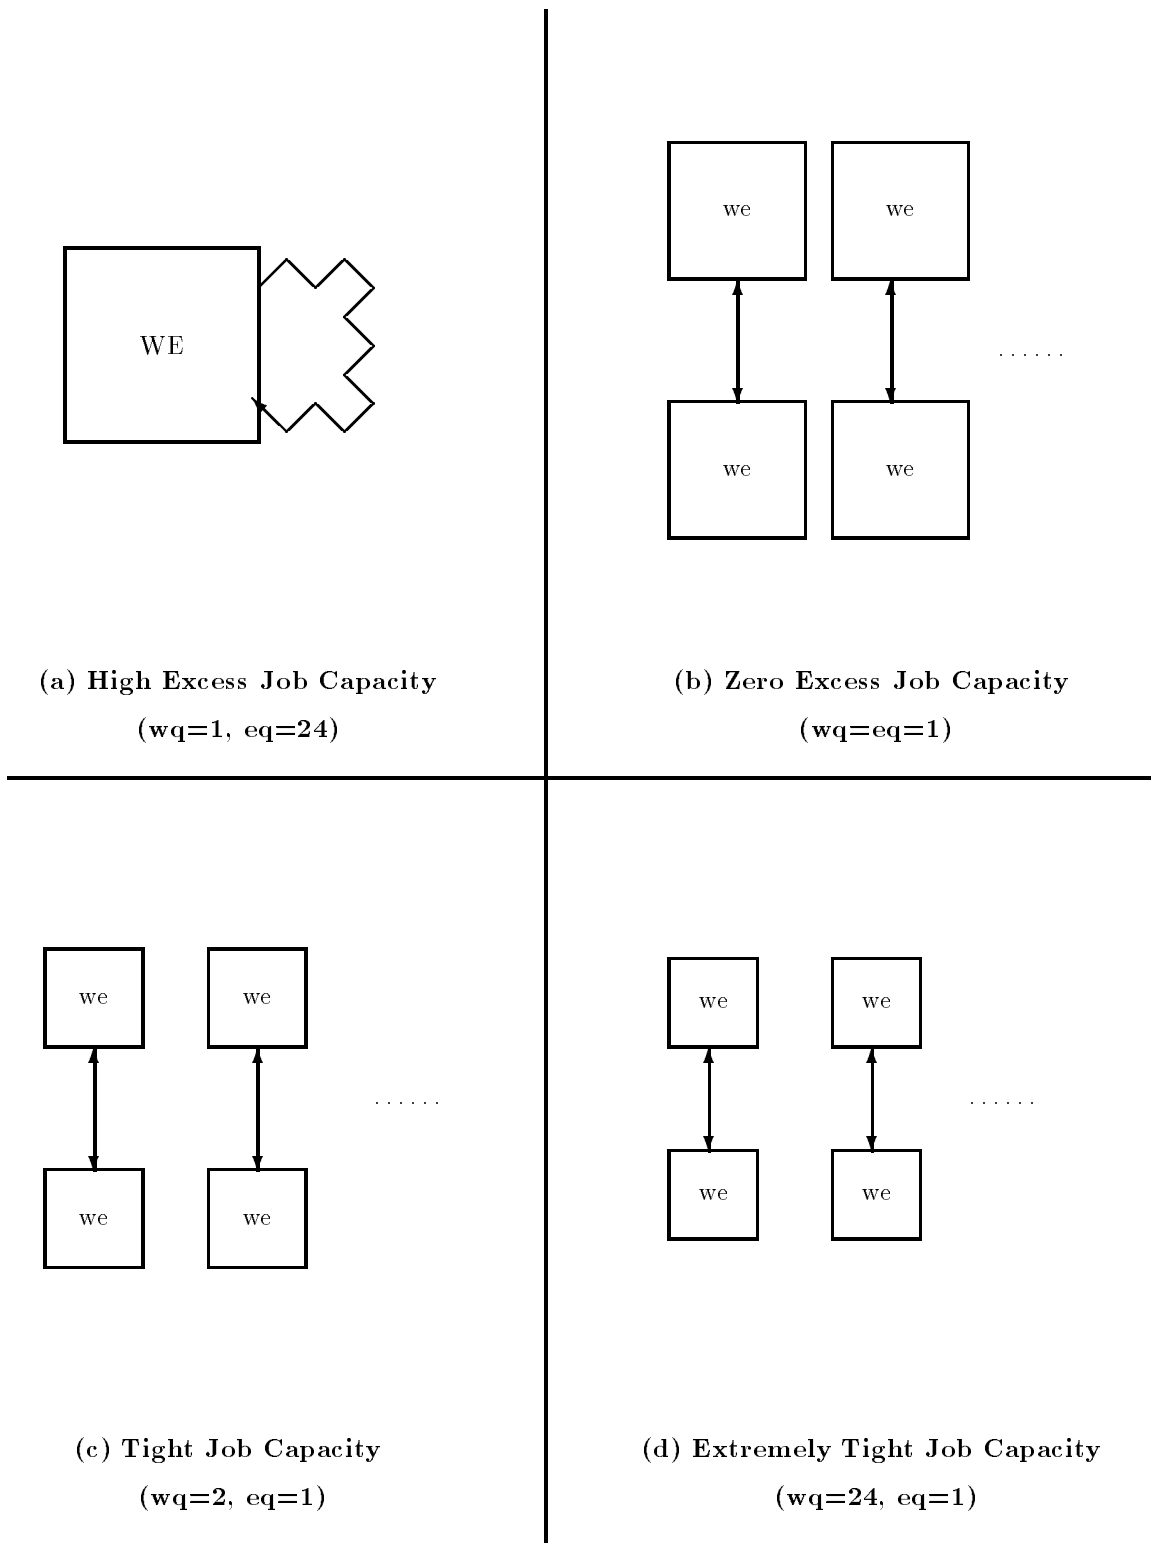 WE
(a) High Excess Job Capacity
(wq=1, eq=24)
we we
. . . . . .
we we
(b) Zero Excess Job Capacity
(wq=eq=1)
we we
. . . . . .
we we
(c) Tight Job Capacity
(wq=2, eq=1)
we we
. . . . . .
we we
(d) Extremely Tight Job Capacity
(wq=24, eq=1)